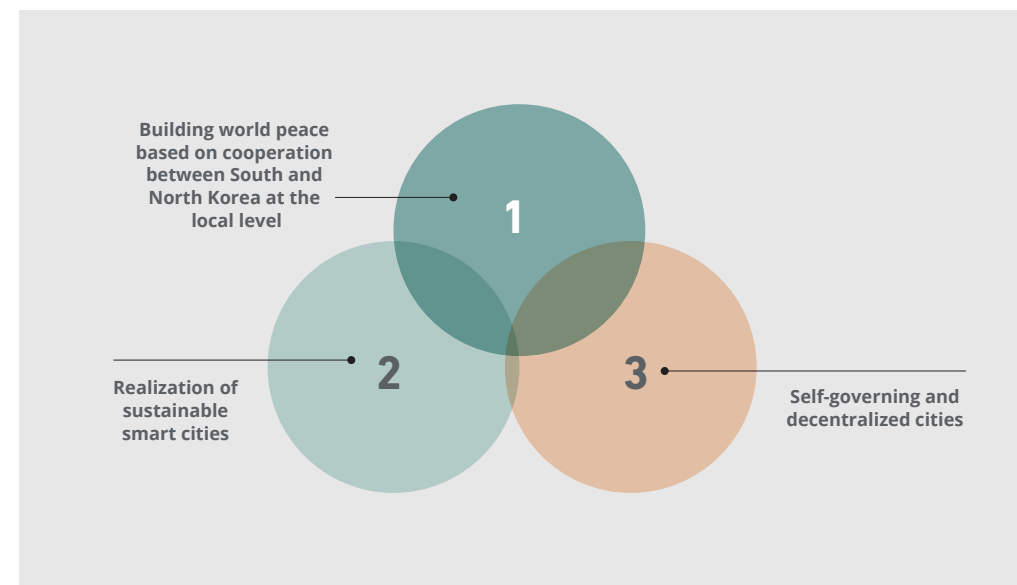 Building world peace
based on cooperation
between South and
North Korea at the
local level
1
2
3
Realization of
sustainable
smart cities
Self-governing and
decentralized cities